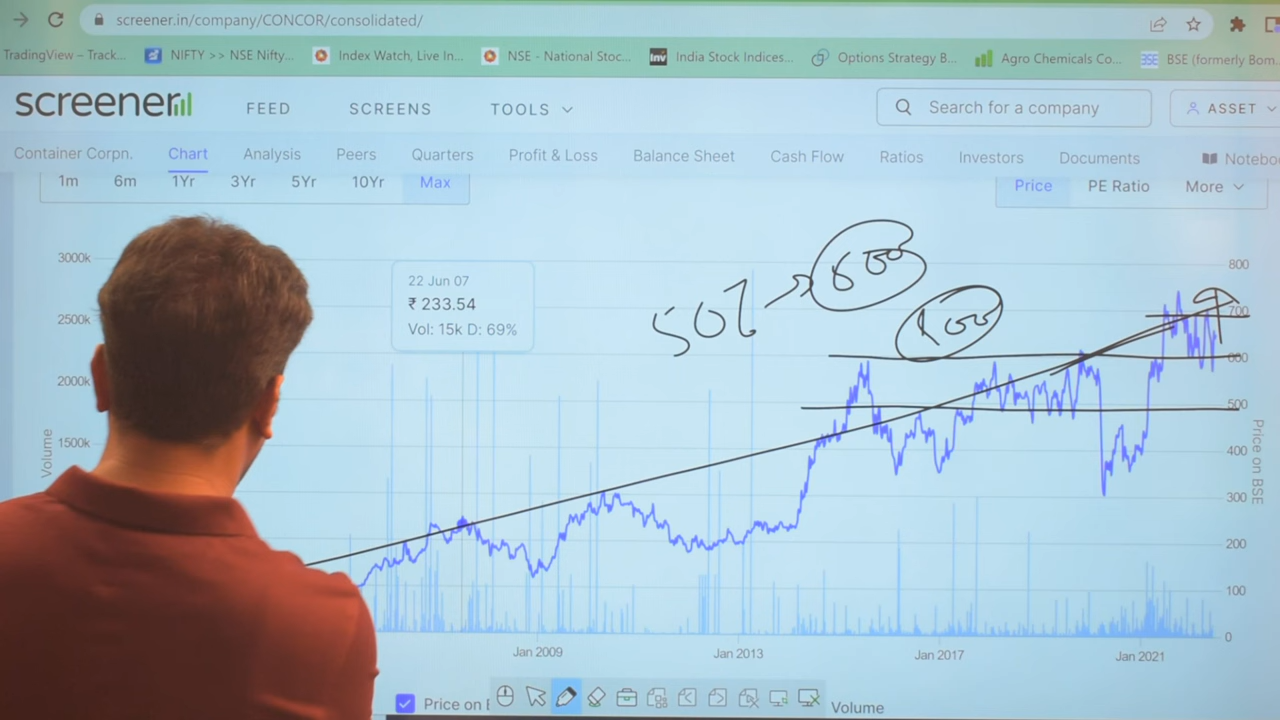 screener.in/company/CONCOR/consolidated/
TradingView – Track... NIFTY >> NSE Nifty... Index Watch, Live In... NSE - National Stoc... Inv India Stock Indices... Options Strategy B... Agro Chemicals Co... BSE BSE (formerly Bom
screener FEED SCREENS TOOLS Search for a company ASSET
Container Corpn. Chart Analysis Peers Quarters Profit & Loss Balance Sheet Cash Flow Ratios Investors Documents Notebo
1m 6m 1Yr 3Yr 5Yr 10Yr Max Price PE Ratio More
3000k 800
22 Jun 07
₹ 233.54
Vol: 15k D: 69%
50%
2500k 700
2000k 600
500
1500k 400
Volume Price on BSE
300
200
100
0
Jan 2009 Jan 2013 Jan 2017 Jan 2021
Price on Volume